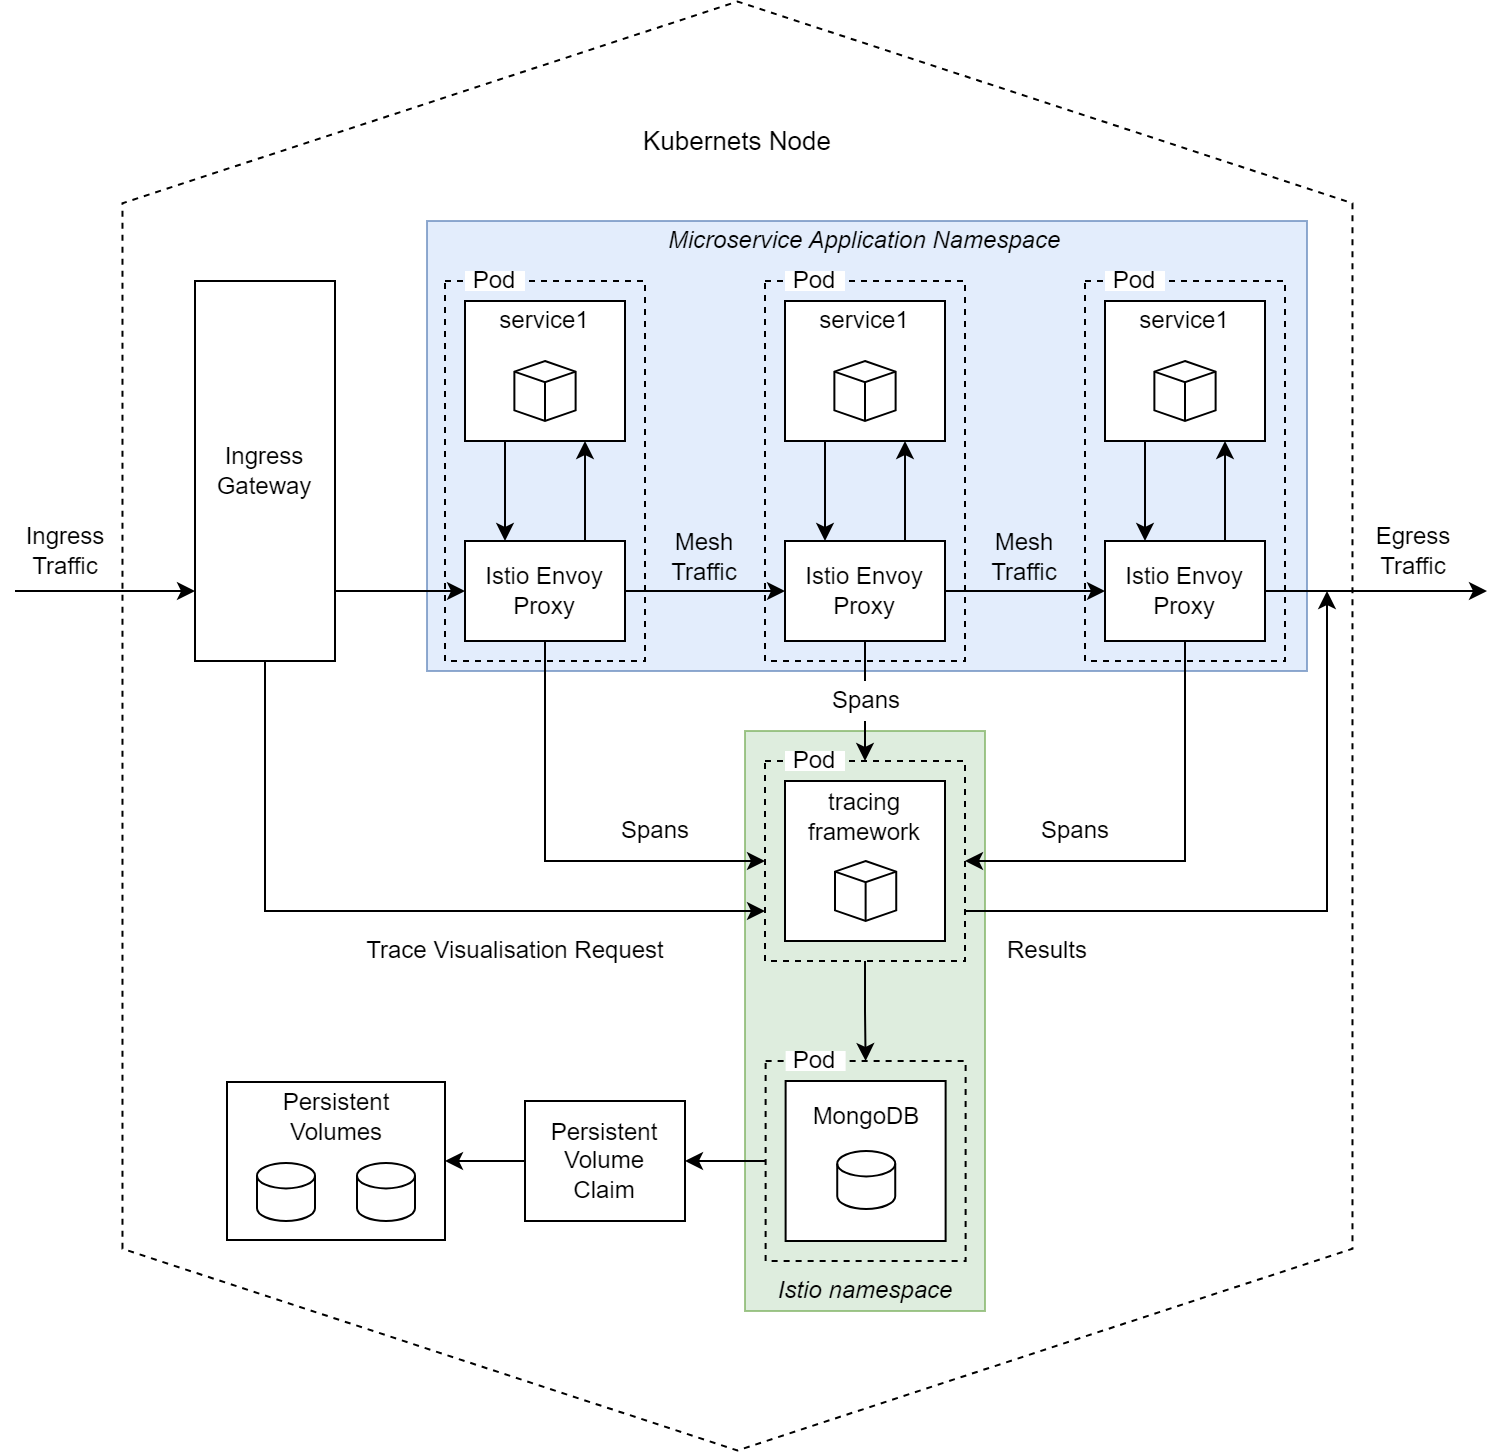 Kubernets Node
Microservice Application Namespace
Pod
Pod
Pod
service1
service1
service1
Ingress
Gateway
Ingress
Traffic
Mesh
Traffic
Mesh
Traffic
Egress
Traffic
Istio Envoy
Proxy
Istio Envoy
Proxy
Istio Envoy
Proxy
Spans
Pod
tracing
framework
Spans
Spans
Trace Visualisation Request
Results
Pod
MongoDB
Persistent
Volumes
Persistent
Volume
Claim
Istio namespace